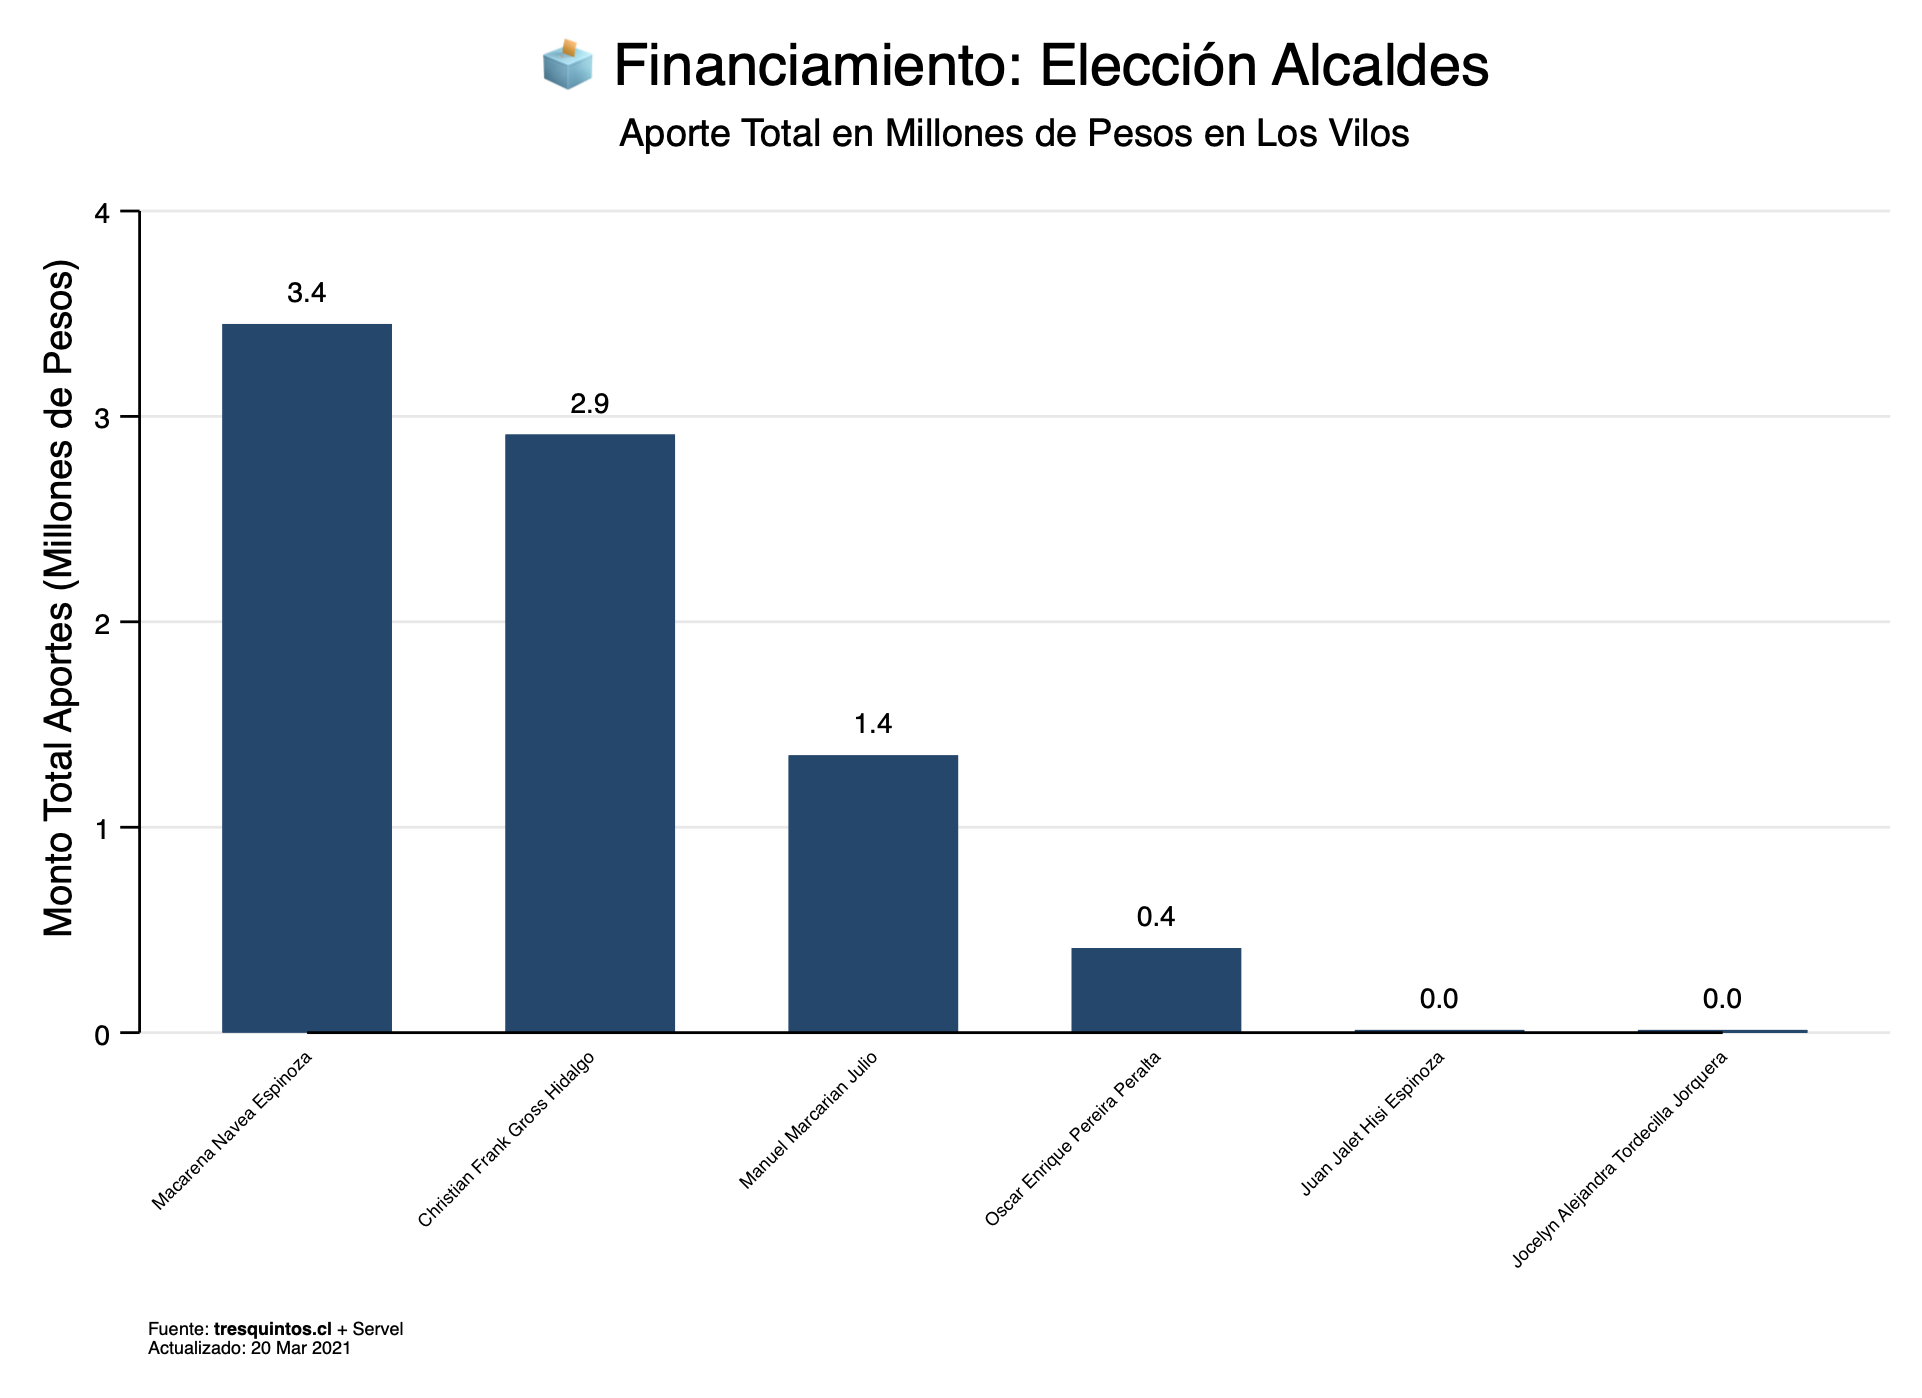 Financiamiento: Elección Alcaldes
Aporte Total en Millones de Pesos en Los Vilos
Monto Total Aportes (Millones de Pesos)
4
3
2
1
0
3.4
2.9
1.4
0.4
0.0
0.0
Macarena Navea Espinoza
Christian Frank Gross Hidalgo
Manuel Marcarian Julio
Oscar Enrique Pereira Peralta
Juan Jalet Hisi Espinoza
Jocelyn Alejandra Tordecilla Jorquera
Fuente: tresquintos.cl + Servel
Actualizado: 20 Mar 2021